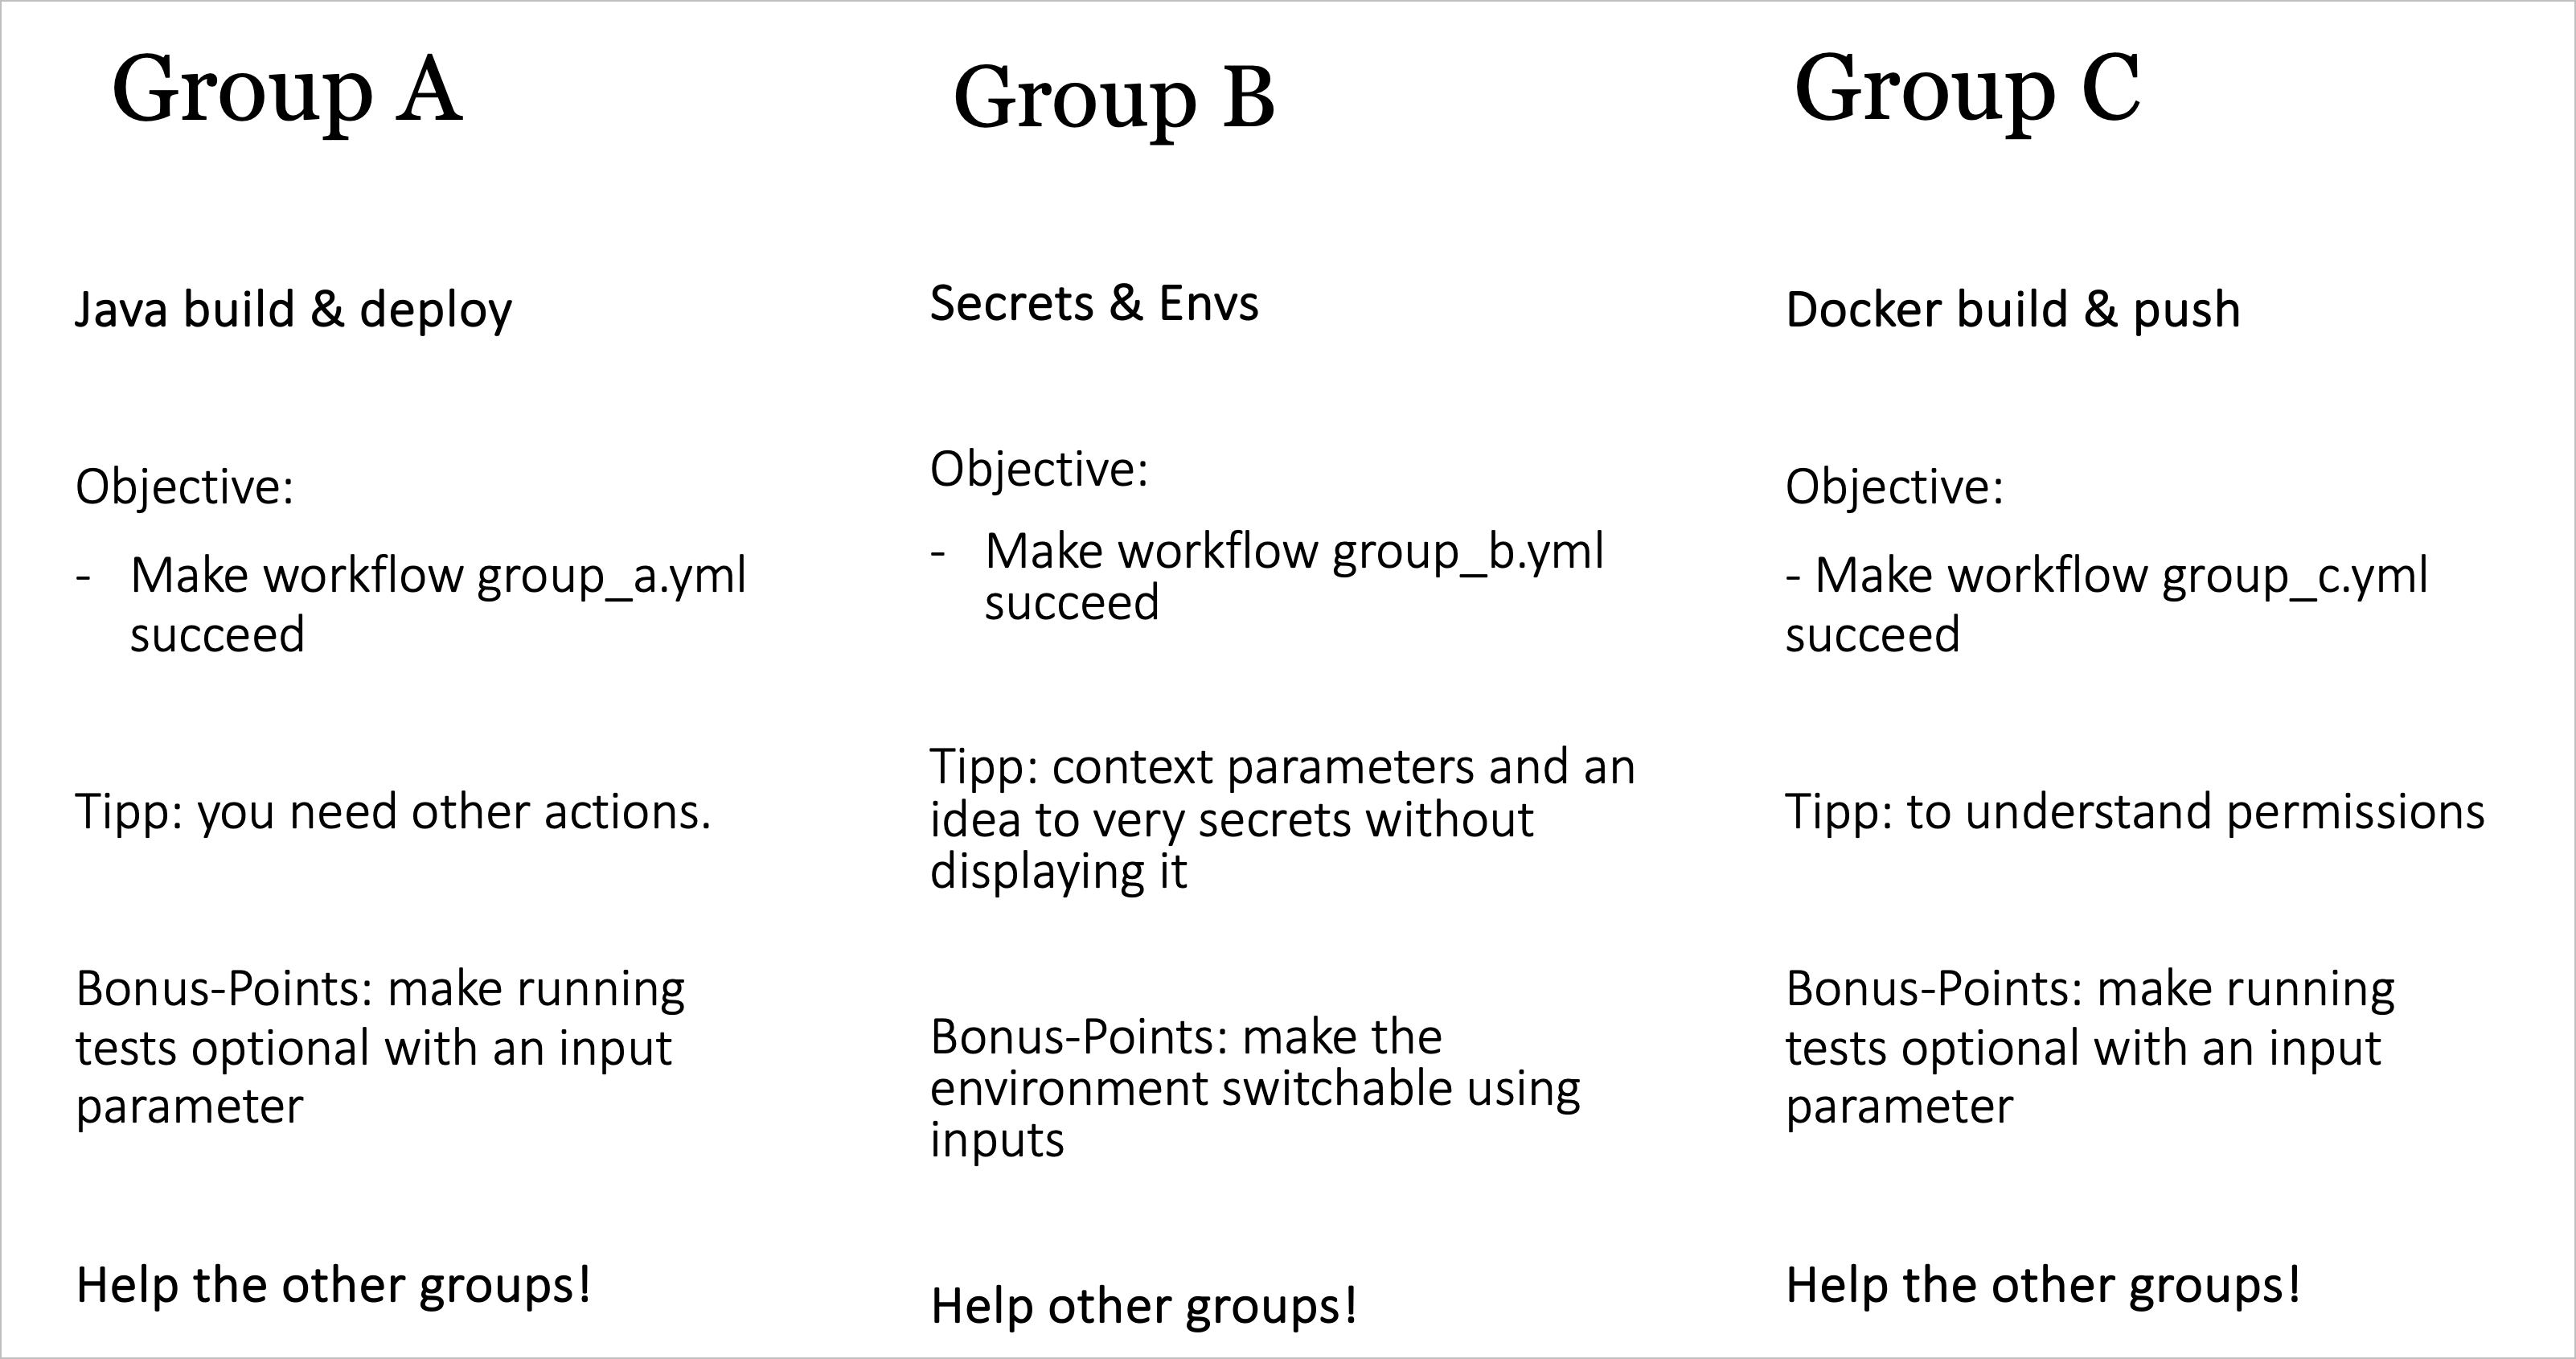 Group A
Java build & deploy
Objective:
- Make workflow group_a.yml
succeed
Tipp: you need other actions.
Bonus-Points: make running
tests optional with an input
parameter
Help the other groups!
Group B
Secrets & Envs
Objective:
- Make workflow group_b.yml
succeed
Tipp: context parameters and an
idea to very secrets without
displaying it
Bonus-Points: make the
environment switchable using
inputs
Help other groups!
Group C
Docker build & push
Objective:
- Make workflow group_c.yml
succeed
Tipp: to understand permissions
Bonus-Points: make running
tests optional with an input
parameter
Help the other groups!